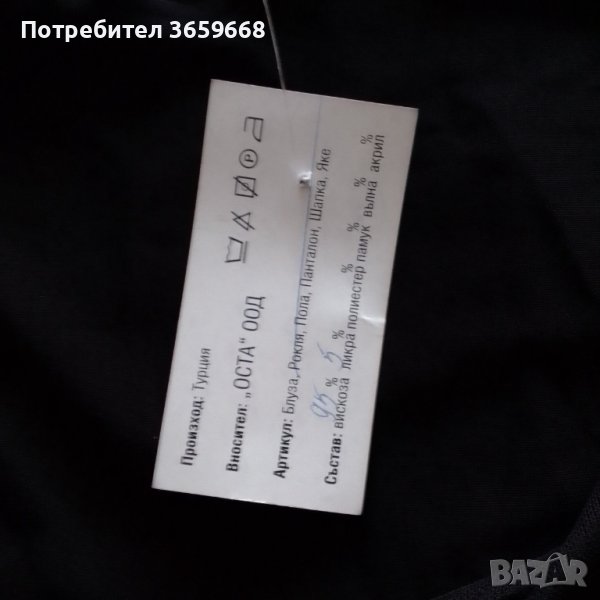 Потребител 3659668
Произход: Турция
Вносител: „ОСТА“ ООД
Артикул: Блуза, Рокля, Пола, Панталон, Шапка, Яке
95 % 5 % % % % %
Състав: вискоза ликра полиестер памук вълна акрил
P
BAZAR